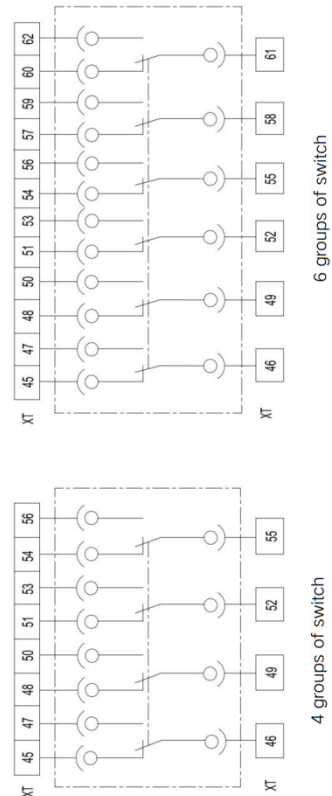 XT 45 47 48 50 51 53 54 56 57 59 60 62
XT 46 49 52 55 58 61
6 groups of switch
XT 45 47 48 50 51 53 54 56
XT 46 49 52 55
4 groups of switch